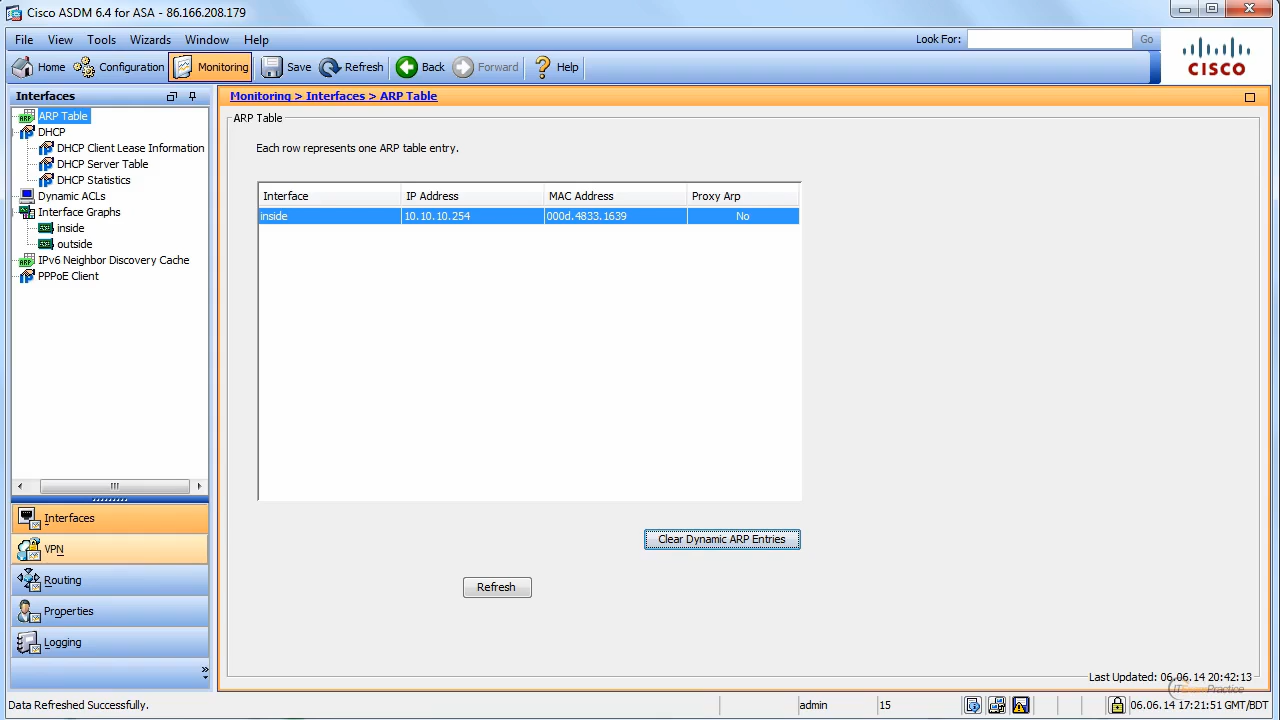 Cisco ASDM 6.4 for ASA - 86.166.208.179
File View Tools Wizards Window Help Look For: Go
Home Configuration Monitoring Save Refresh Back Forward Help
CISCO
Interfaces
Monitoring > Interfaces > ARP Table
ARP Table
DHCP
DHCP Client Lease Information
DHCP Server Table
DHCP Statistics
Dynamic ACLs
Interface Graphs
inside
outside
IPv6 Neighbor Discovery Cache
PPPoE Client
Interfaces
VPN
Routing
Properties
Logging
ARP Table
Each row represents one ARP table entry.
Interface IP Address MAC Address Proxy Arp
inside 10.10.10.254 000d.4833.1639 No
Clear Dynamic ARP Entries
Refresh
Last Updated: 06.06.14 20:42:13
Data Refreshed Successfully. admin 15 06.06.14 17:21:51 GMT/BDT